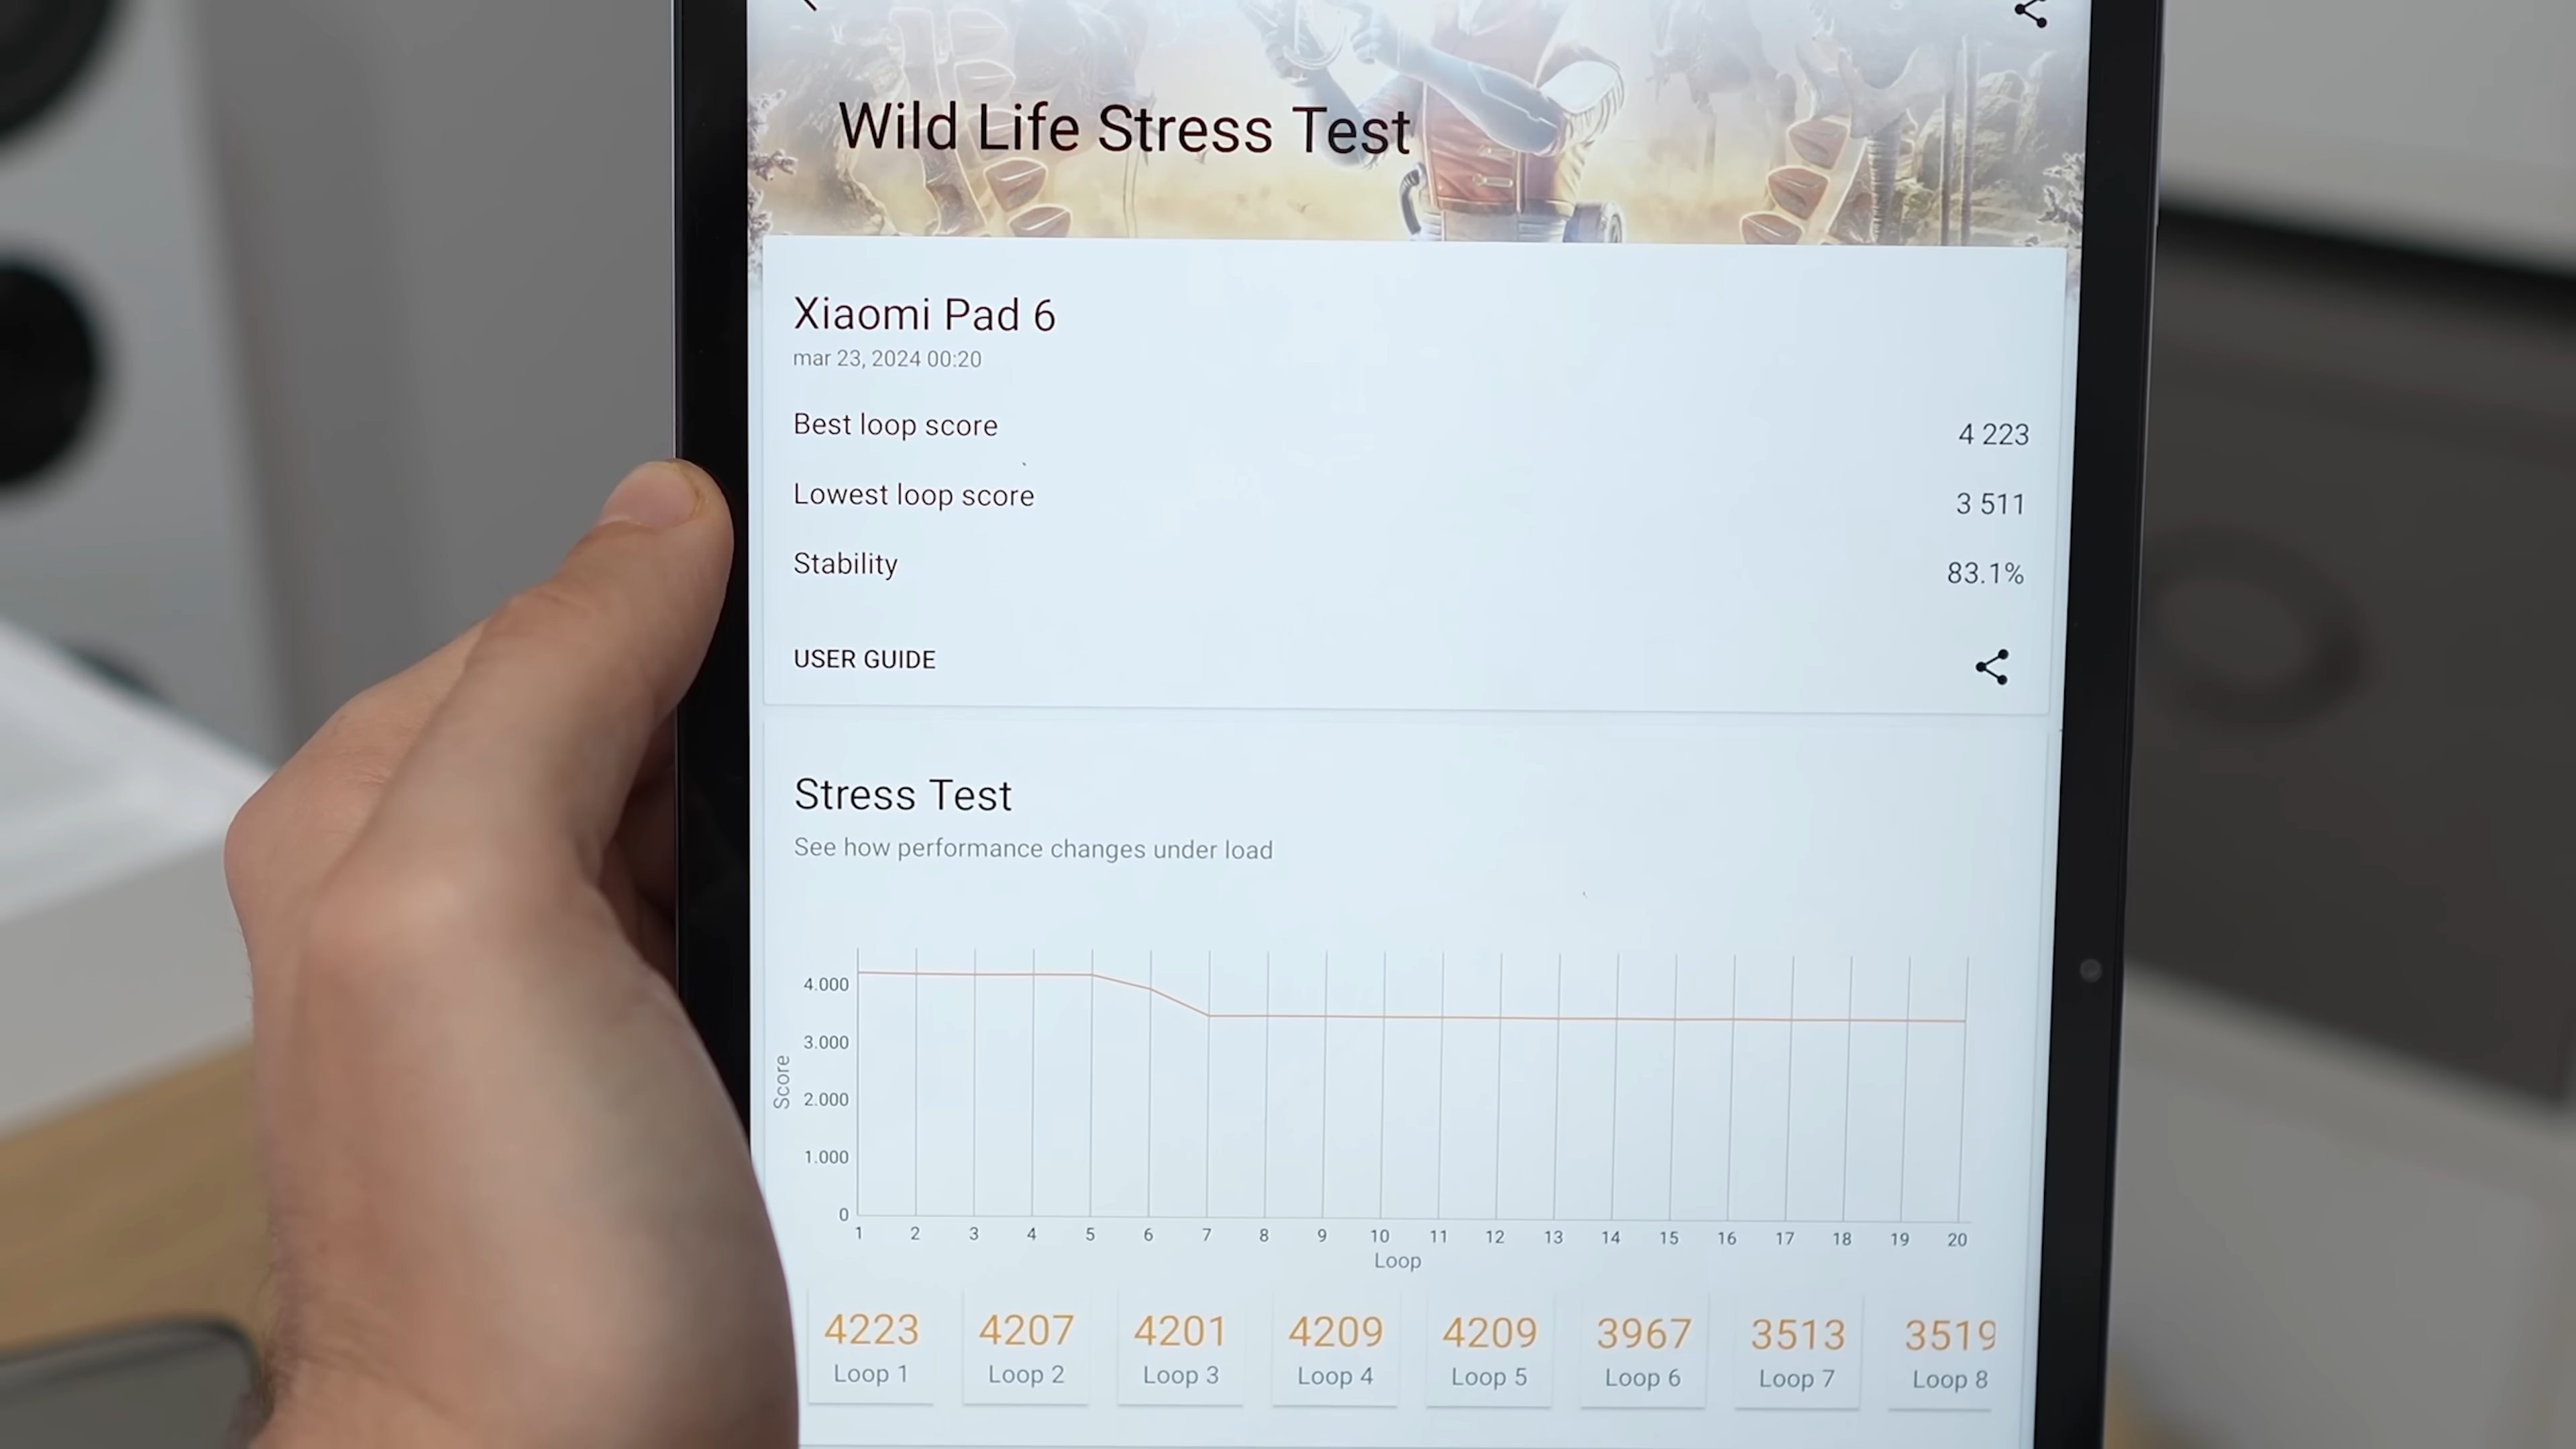 Wild Life Stress Test
Xiaomi Pad 6
mar 23, 2024 00:20
Best loop score 4 223
Lowest loop score 3 511
Stability 83.1%
USER GUIDE
Stress Test
See how performance changes under load
4.000
3.000
2.000
1.000
0
Score
1 2 3 4 5 6 7 8 9 10 11 12 13 14 15 16 17 18 19 20
Loop
4223 4207 4201 4209 4209 3967 3513 3519
Loop 1 Loop 2 Loop 3 Loop 4 Loop 5 Loop 6 Loop 7 Loop 8